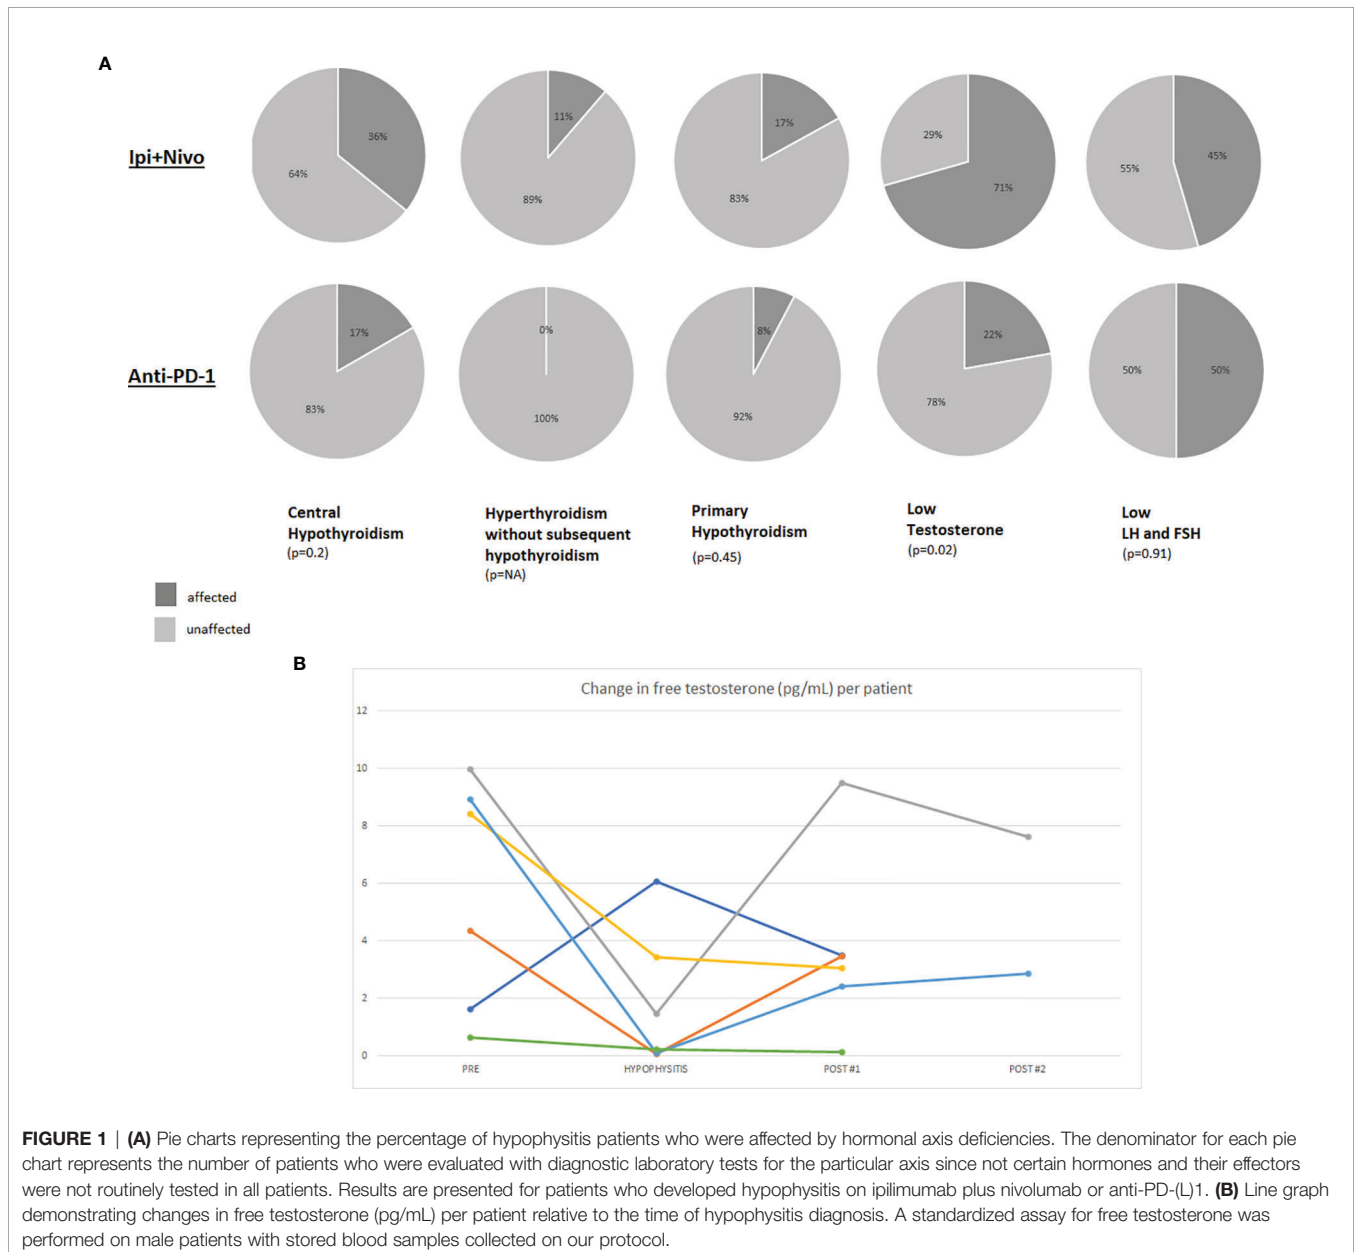 A
Ipi+Nivo
36%
64%
11%
89%
17%
83%
29%
71%
55%
45%
Anti-PD-1
17%
83%
0%
100%
8%
92%
22%
78%
50%
50%
Central
Hypothyroidism
(p=0.2)
Hyperthyroidism
without subsequent
hypothyroidism
(p=NA)
Primary
Hypothyroidism
(p=0.45)
Low
Testosterone
(p=0.02)
Low
LH and FSH
(p=0.91)
affected
unaffected
B
Change in free testosterone (pg/mL) per patient
12
10
8
6
4
2
0
PRE
HYPOPHYSITIS
POST #1
POST #2
FIGURE 1 | (A) Pie charts representing the percentage of hypophysitis patients who were affected by hormonal axis deficiencies. The denominator for each pie
chart represents the number of patients who were evaluated with diagnostic laboratory tests for the particular axis since not certain hormones and their effectors
were not routinely tested in all patients. Results are presented for patients who developed hypophysitis on ipilimumab plus nivolumab or anti-PD-(L)1. (B) Line graph
demonstrating changes in free testosterone (pg/mL) per patient relative to the time of hypophysitis diagnosis. A standardized assay for free testosterone was
performed on male patients with stored blood samples collected on our protocol.